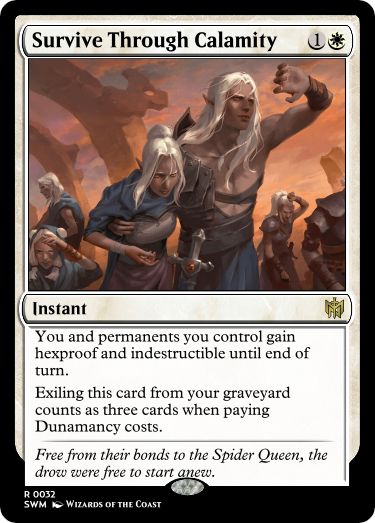 Survive Through Calamity 1
Instant
You and permanents you control gain
hexproof and indestructible until end of
turn.
Exiling this card from your graveyard
counts as three cards when paying
Dunamancy costs.
Free from their bonds to the Spider Queen, the
drow were free to start anew.
R 0032
SWM Wizards of the Coast